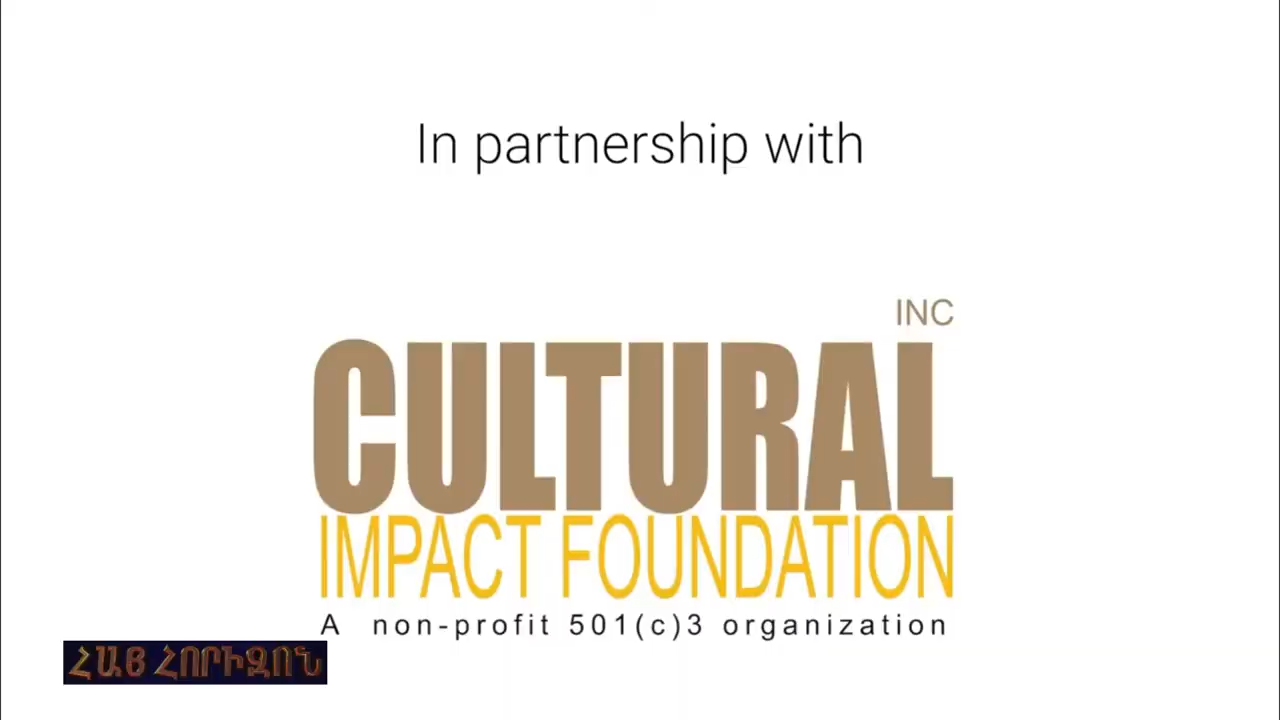 In partnership with
INC
CULTURAL
IMPACT FOUNDATION
A non-profit 501(c)3 organization
ՀԱՅ ՀՈՐԻԶՈՆ